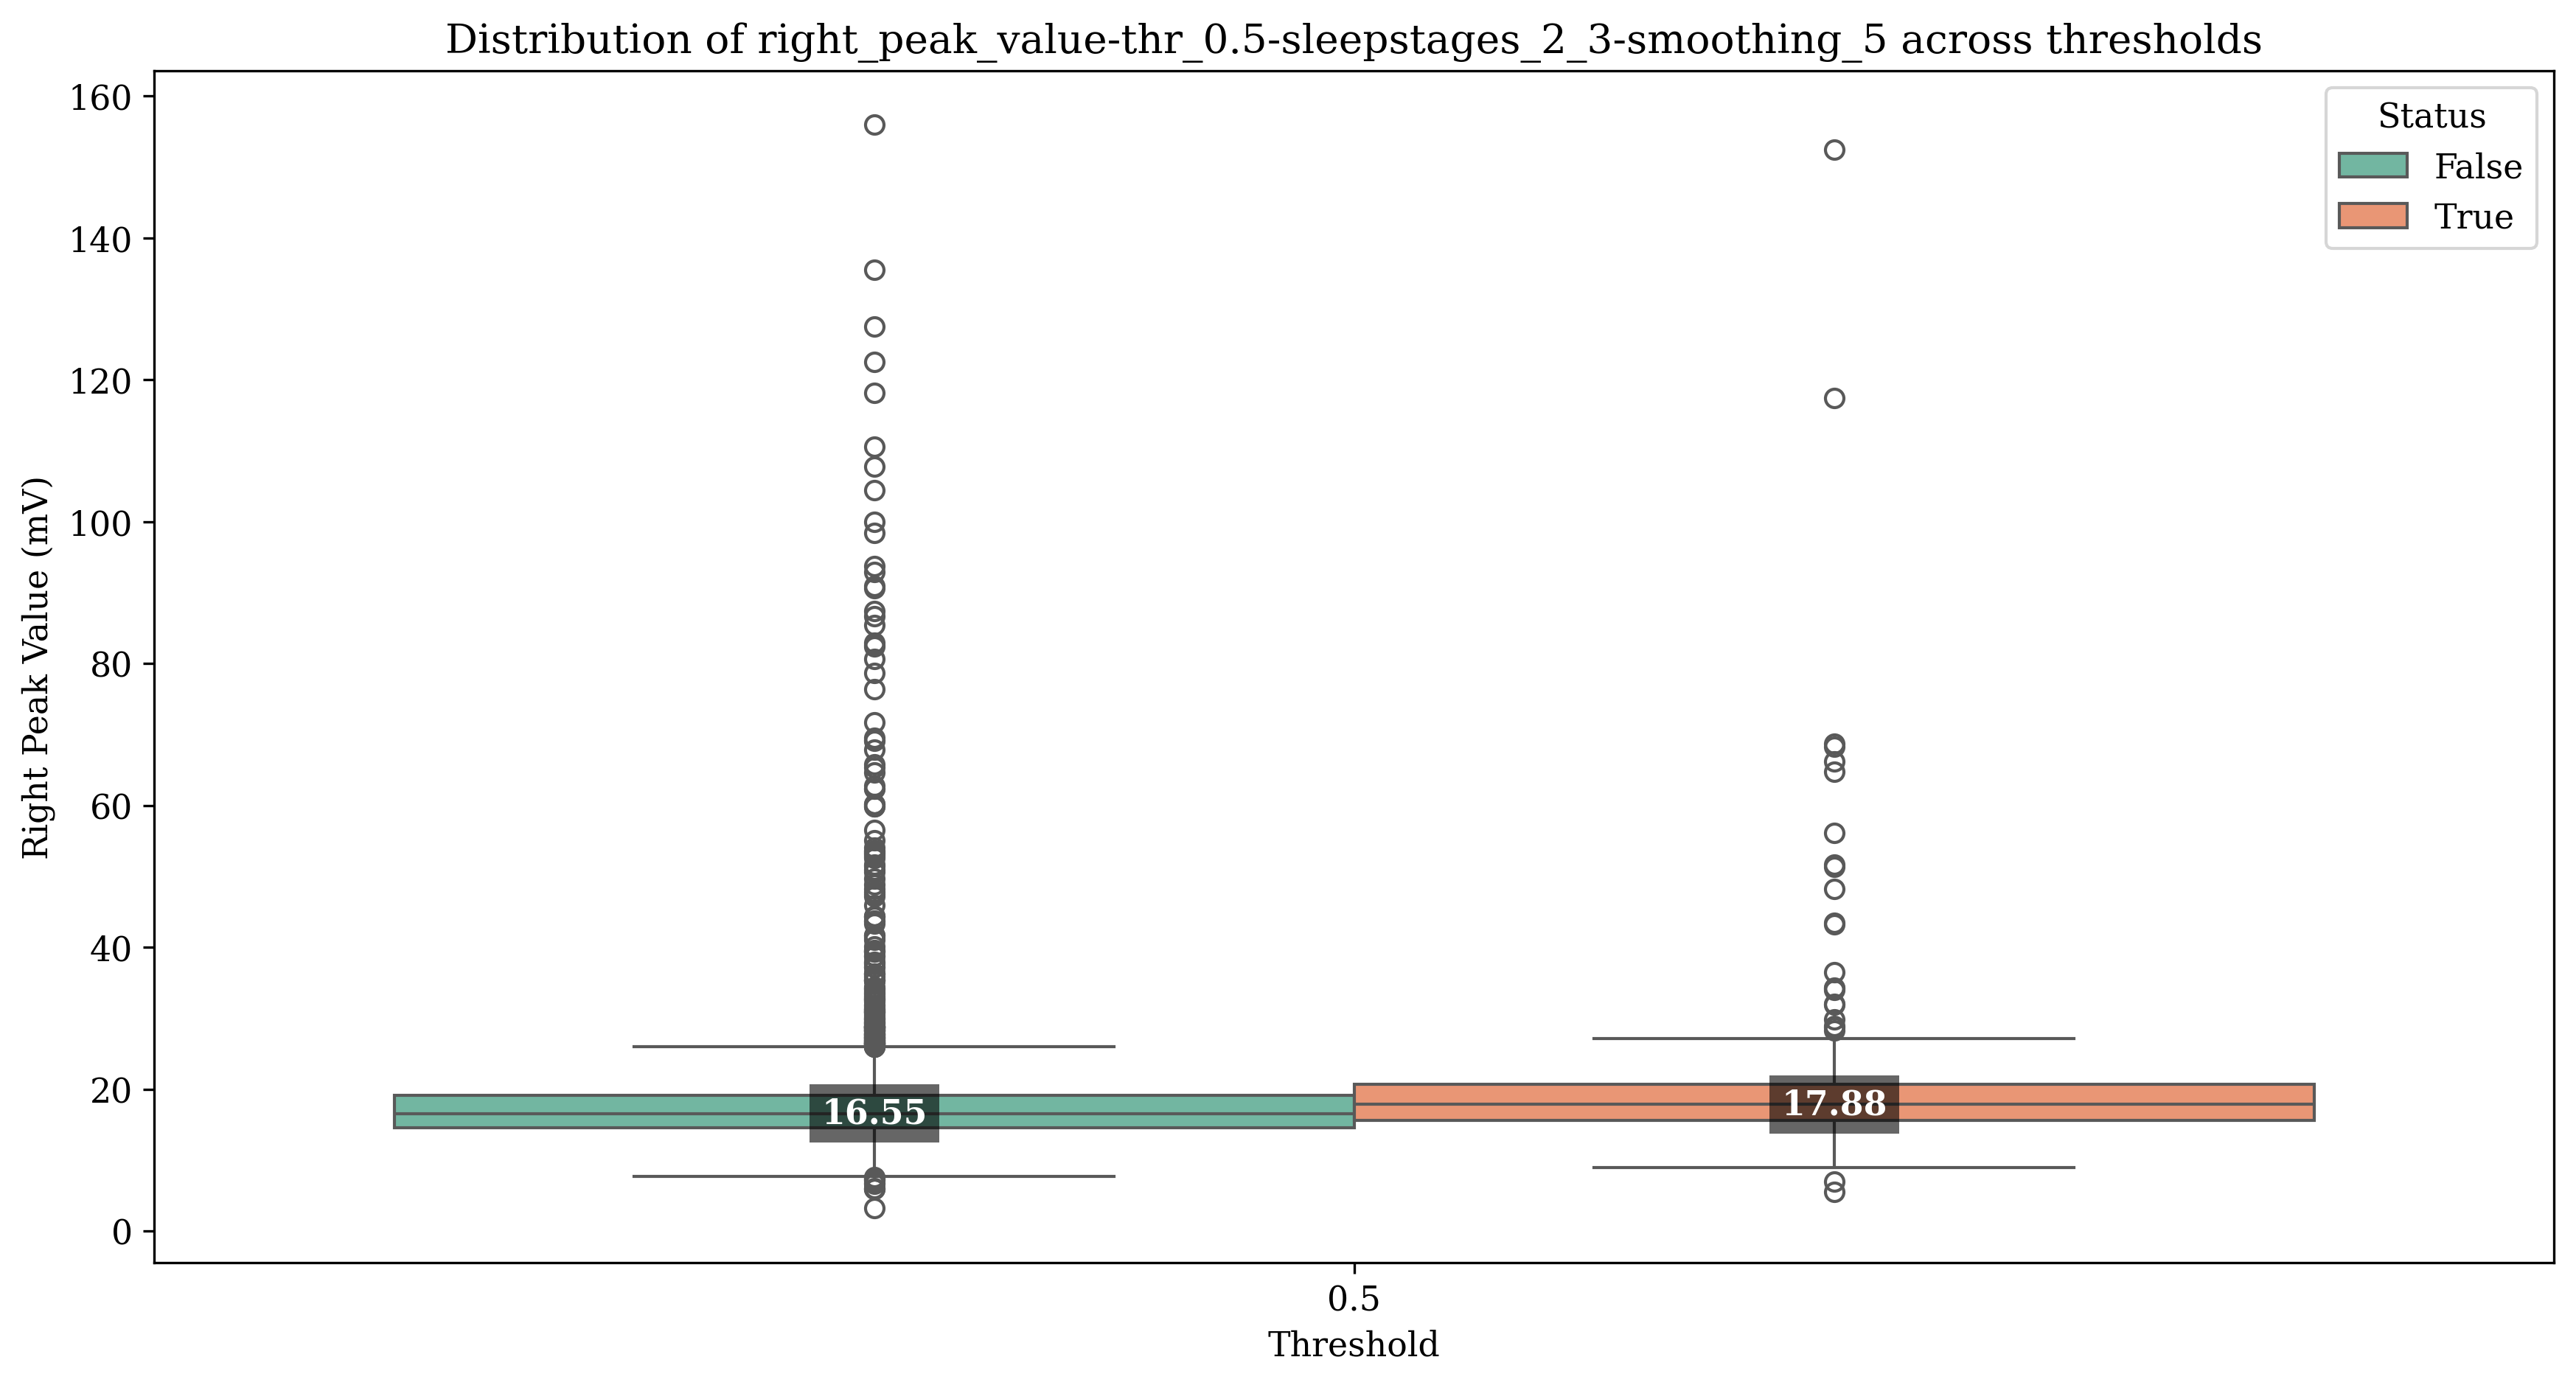 Distribution of right_peak_value-thr_0.5-sleepstages_2_3-smoothing_5 across thresholds
160
140
120
100
80
60
40
20
0
Right Peak Value (mV)
Status
False
True
16.55
17.88
0.5
Threshold